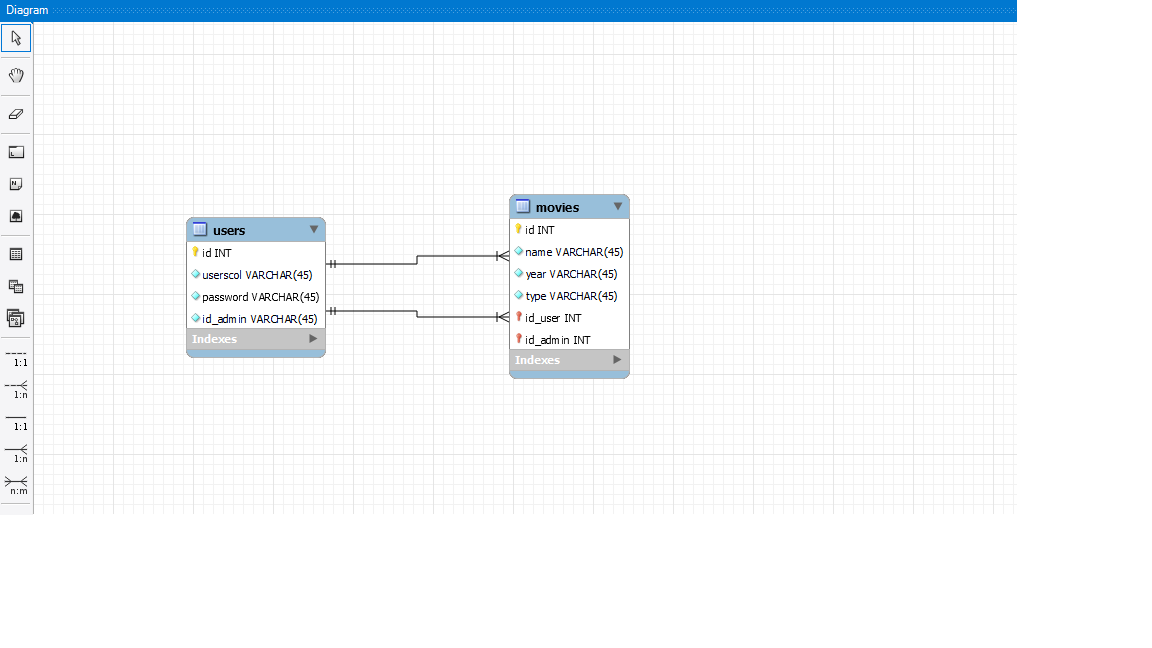 Diagram
users
id INT
userscol VARCHAR(45)
password VARCHAR(45)
id_admin VARCHAR(45)
Indexes
movies
id INT
name VARCHAR(45)
year VARCHAR(45)
type VARCHAR(45)
id_user INT
id_admin INT
Indexes
1:1
1:n
1:1
1:n
n:m